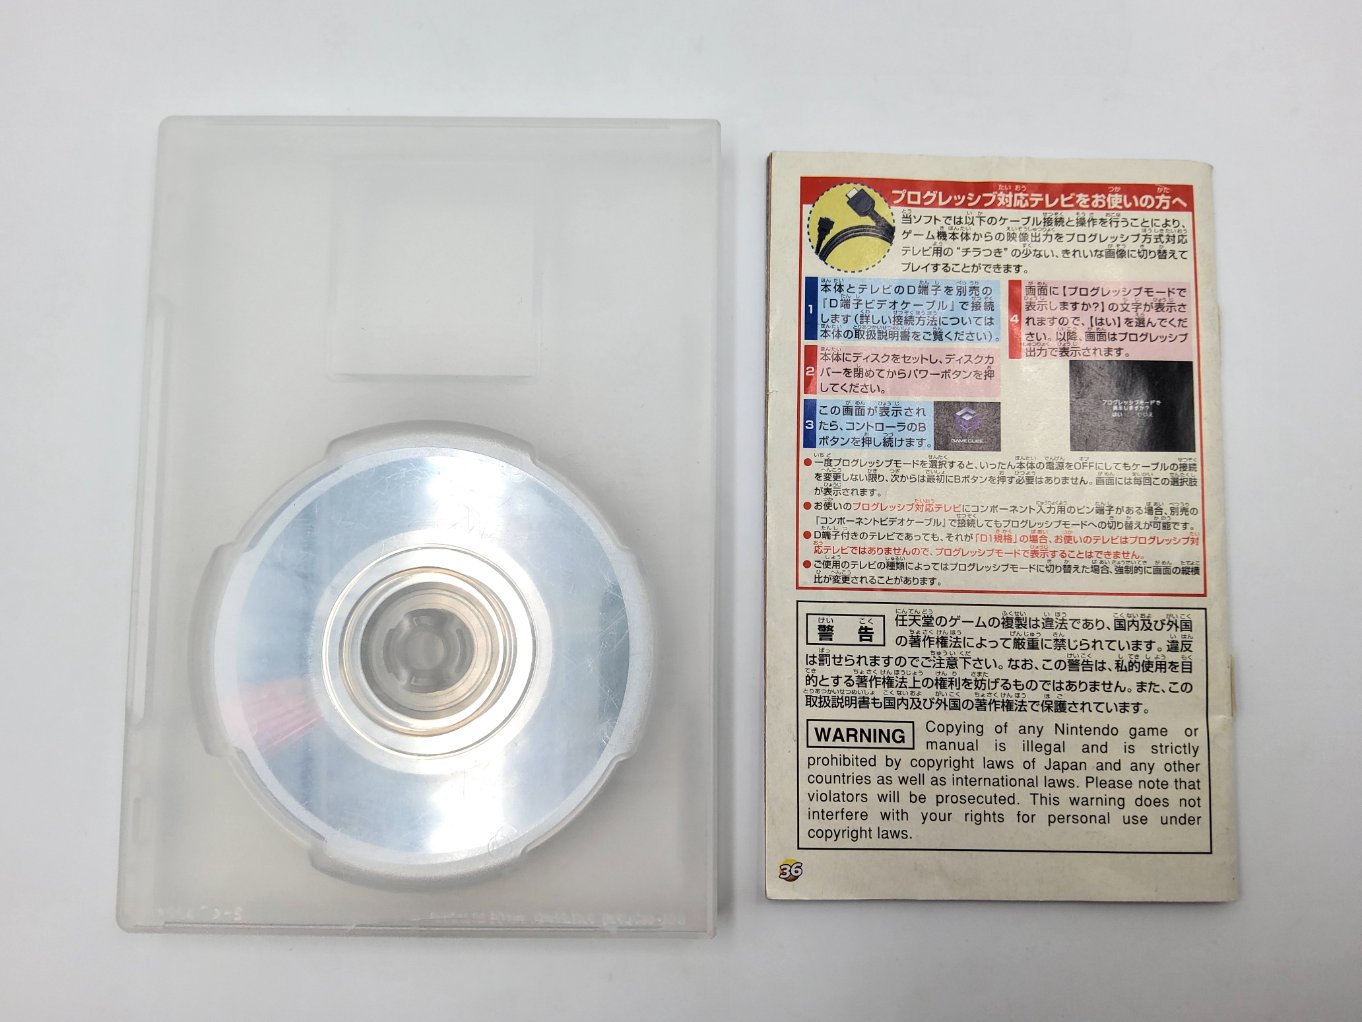 プログレッシブ対応テレビをお使いの方へ
当ソフトでは以下のケーブル接続と操作を行うことにより、
ゲーム機本体からの映像出力をプログレッシブ方式対応
テレビ用の“チラつき”の少ない、きれいな画像に切り替えて
プレイすることができます。
1
本体とテレビのD端子を別売の
「D端子ビデオケーブル」で接続
します(詳しい接続方法については
本体の取扱説明書をご覧ください)。
2
本体にディスクをセットし、ディスクカ
バーを閉めてからパワーボタンを押
してください。
3
この画面が表示され
たら、コントローラのB
ボタンを押し続けます。
GAMECUBE
4
画面に【プログレッシブモードで
表示しますか?】の文字が表示さ
れますので、【はい】を選んでくだ
さい。以降、画面はプログレッシブ
出力で表示されます。
プログレッシブモードで
表示しますか?
はい いいえ
●一度プログレッシブモードを選択すると、いったん本体の電源をOFFにしてもケーブルの接続
を変更しない限り、次からは最初にBボタンを押す必要はありません。画面には毎回この選択肢
が表示されます。
●お使いのプログレッシブ対応テレビにコンポーネント入力用のピン端子がある場合、別売の
「コンポーネントビデオケーブル」で接続してもプログレッシブモードへの切り替えが可能です。
●D端子付きのテレビであっても、それが「D1規格」の場合、お使いのテレビはプログレッシブ対
応テレビではありませんので、プログレッシブモードで表示することはできません。
●ご使用のテレビの種類によってはプログレッシブモードに切り替えた場合、強制的に画面の縦横
比が変更されることがあります。
警告
任天堂のゲームの複製は違法であり、国内及び外国
の著作権法によって厳重に禁じられています。違反
は罰せられますのでご注意下さい。なお、この警告は、私的使用を目
的とする著作権法上の権利を妨げるものではありません。また、この
取扱説明書も国内及び外国の著作権法で保護されています。
WARNING
Copying of any Nintendo game or
manual is illegal and is strictly
prohibited by copyright laws of Japan and any other
countries as well as international laws. Please note that
violators will be prosecuted. This warning does not
interfere with your rights for personal use under
copyright laws.
36